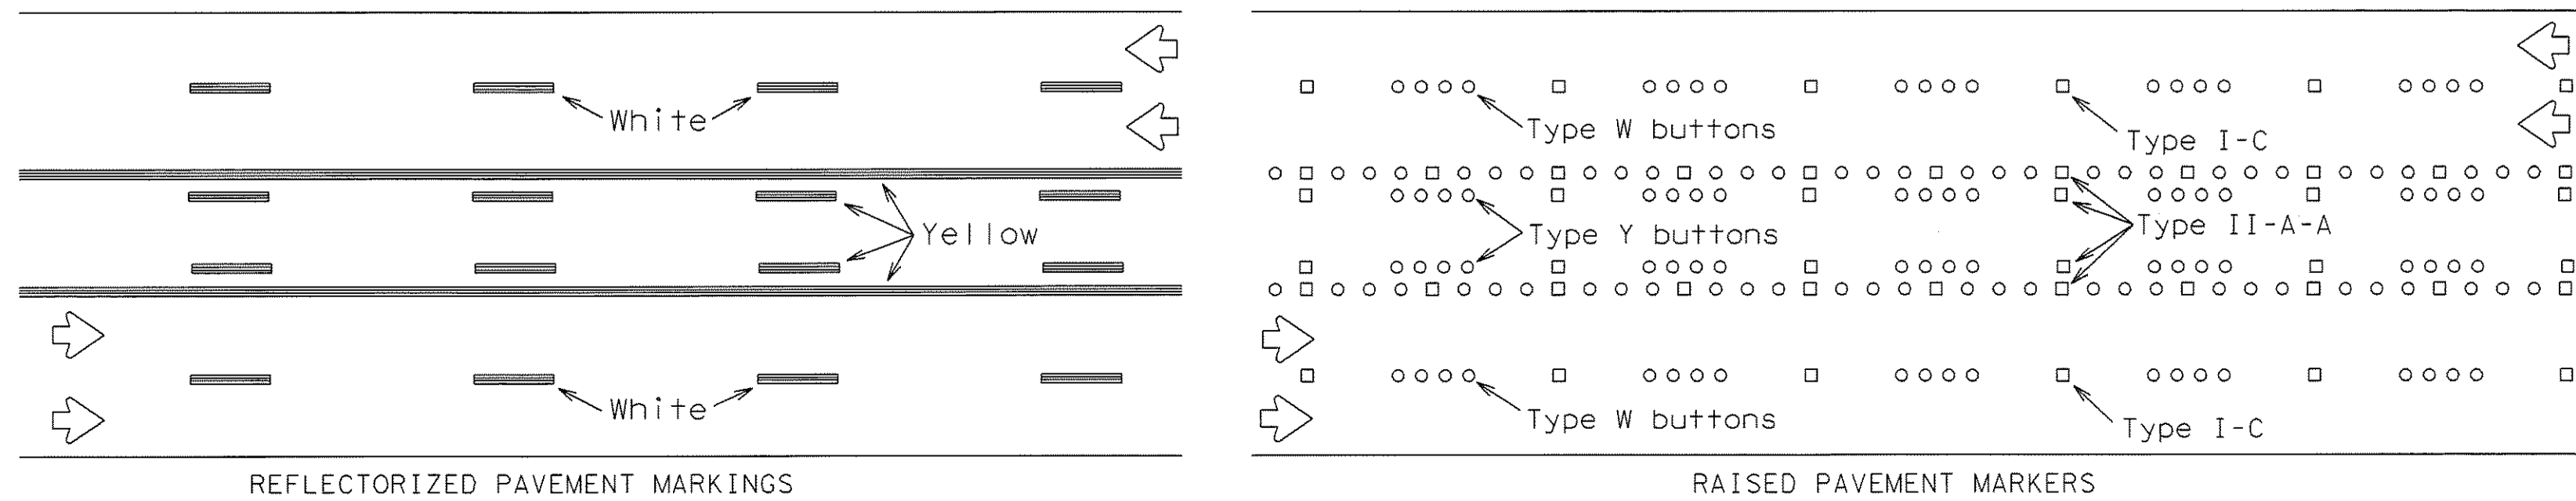 White
Yellow
White
REFLECTORIZED PAVEMENT MARKINGS
Type W buttons
Type I-C
Type Y buttons
Type II-A-A
Type W buttons
Type I-C
RAISED PAVEMENT MARKERS